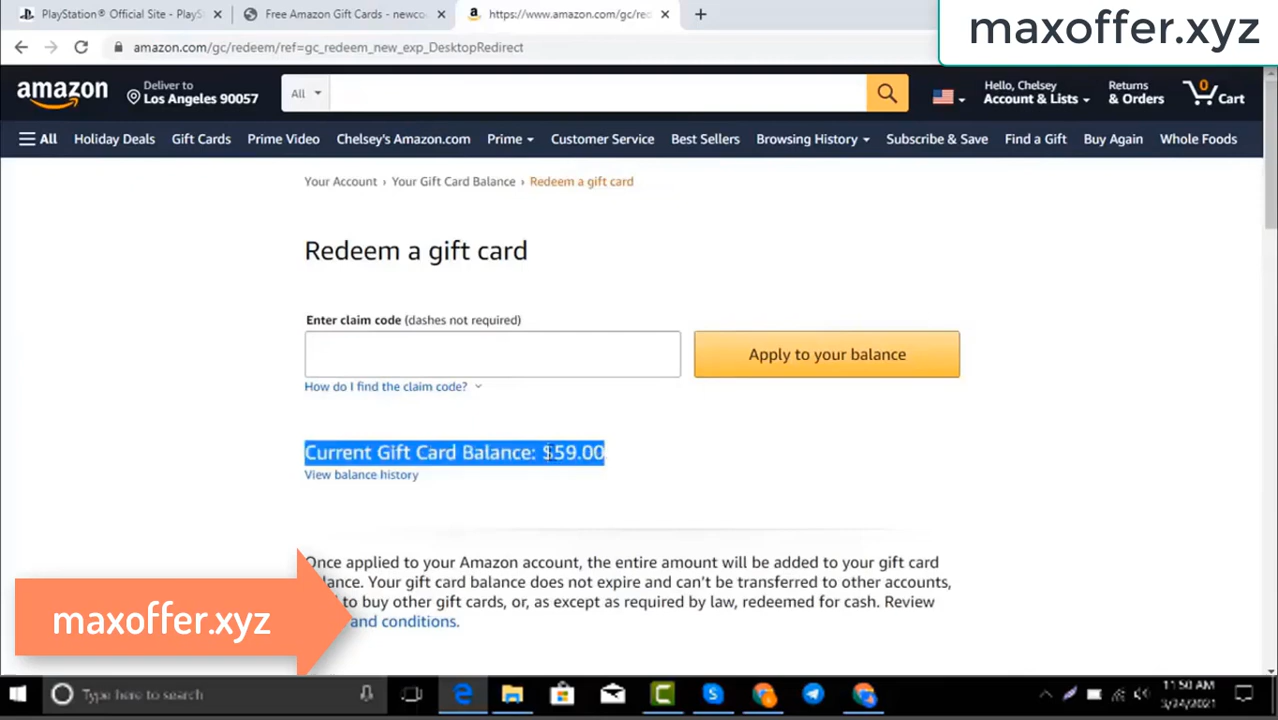 PlayStation® Official Site - PlayS
Free Amazon Gift Cards - newco
https://www.amazon.com/gc/rec
maxoffer.xyz
amazon.com/gc/redeem/ref=gc_redeem_new_exp_DesktopRedirect
amazon
Deliver to
Los Angeles 90057
All
Hello, Chelsey
Account & Lists
Returns
& Orders
0
Cart
All Holiday Deals Gift Cards Prime Video Chelsey's Amazon.com Prime Customer Service Best Sellers Browsing History Subscribe & Save Find a Gift Buy Again Whole Foods
Your Account › Your Gift Card Balance › Redeem a gift card
Redeem a gift card
Enter claim code (dashes not required)
Apply to your balance
How do I find the claim code?
Current Gift Card Balance: $59.00
View balance history
Once applied to your Amazon account, the entire amount will be added to your gift card
lance. Your gift card balance does not expire and can't be transferred to other accounts,
to buy other gift cards, or, as except as required by law, redeemed for cash. Review
and conditions.
maxoffer.xyz
Type here to search
11:50 AM
3/24/2021